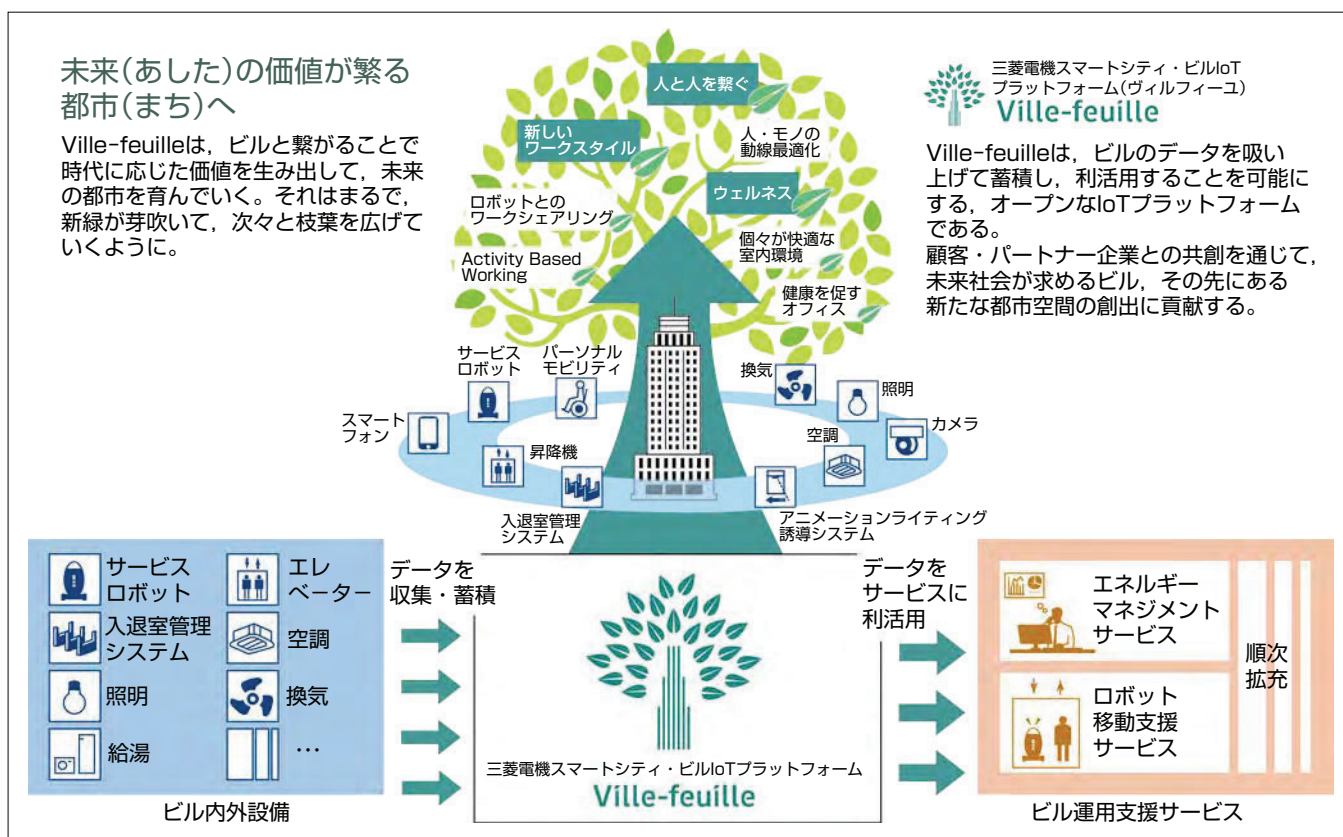 未来(あした)の価値が繁る
都市(まち)へ
Ville-feuilleは，ビルと繋がることで
時代に応じた価値を生み出して，未来
の都市を育んでいく。それはまるで，
新緑が芽吹いて，次々と枝葉を広げて
いくように。
人と人を繋ぐ
新しい
ワークスタイル
人・モノの
動線最適化
ウェルネス
ロボットとの
ワークシェアリング
個々が快適な
室内環境
Activity Based
Working
健康を促す
オフィス
三菱電機スマートシティ・ビルIoT
プラットフォーム(ヴィルフィーユ)
Ville-feuille
Ville-feuilleは，ビルのデータを吸い
上げて蓄積し，利活用することを可能に
する，オープンなIoTプラットフォーム
である。
顧客・パートナー企業との共創を通じて，
未来社会が求めるビル，その先にある
新たな都市空間の創出に貢献する。
サービス
ロボット
パーソナル
モビリティ
換気
照明
スマート
フォン
カメラ
昇降機
空調
入退室管理
システム
アニメーションライティング
誘導システム
サービス
ロボット
エレ
ベーター
入退室管理
システム
空調
照明
換気
給湯
…
ビル内外設備
データを
収集・蓄積
三菱電機スマートシティ・ビルIoTプラットフォーム
Ville-feuille
データを
サービスに
利活用
エネルギー
マネジメント
サービス
ロボット
移動支援
サービス
順次
拡充
ビル運用支援サービス